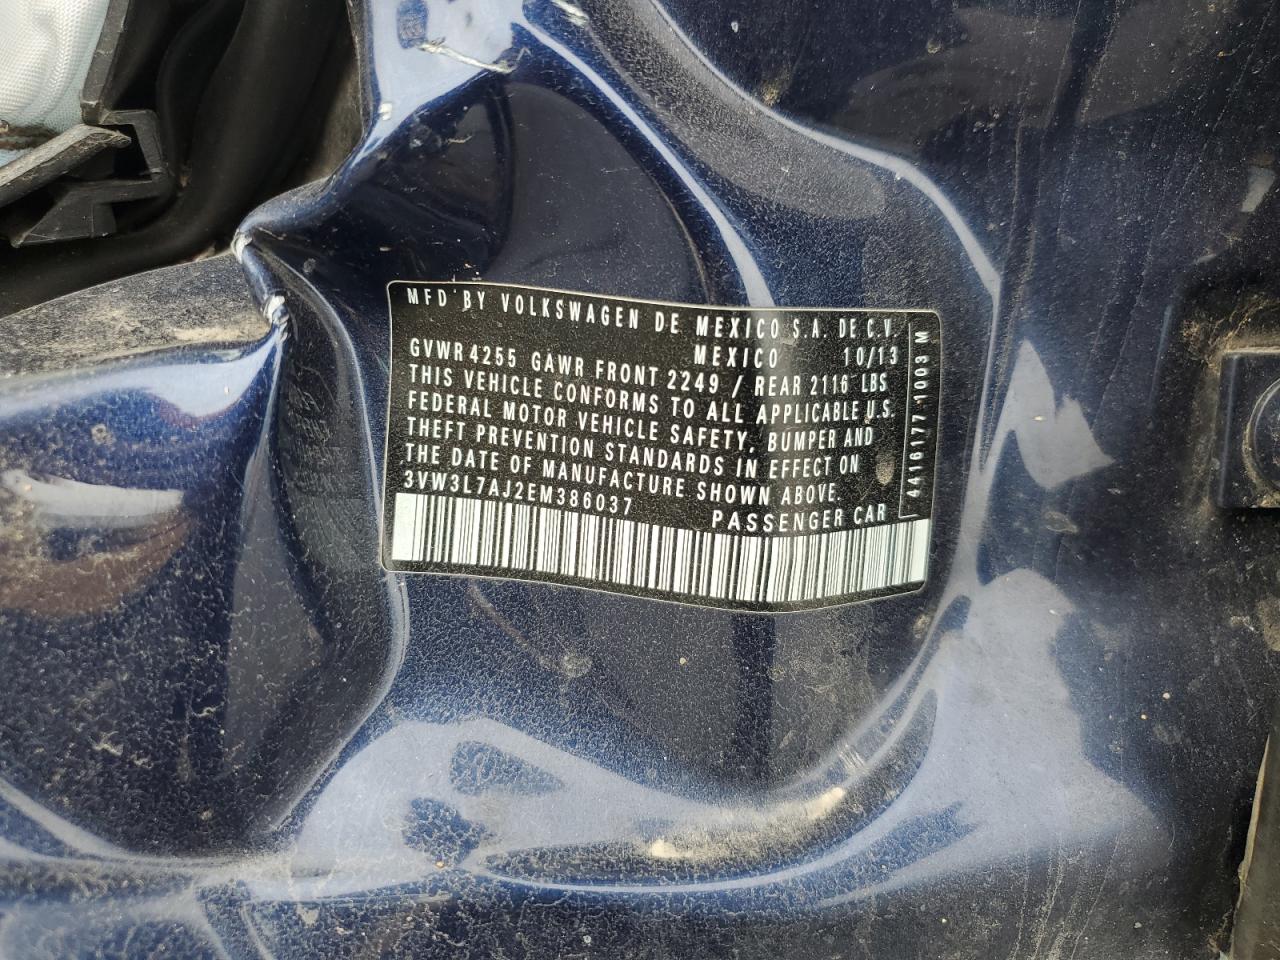 MFD BY VOLKSWAGEN DE MEXICO S.A. DE C.V.
MEXICO 10/13
GVWR 4255 GAWR FRONT 2249 / REAR 2116 LBS
THIS VEHICLE CONFORMS TO ALL APPLICABLE U.S.
FEDERAL MOTOR VEHICLE SAFETY, BUMPER AND
THEFT PREVENTION STANDARDS IN EFFECT ON
THE DATE OF MANUFACTURE SHOWN ABOVE.
3VW3L7AJ2EM386037 PASSENGER CAR
4A16177 1003 M